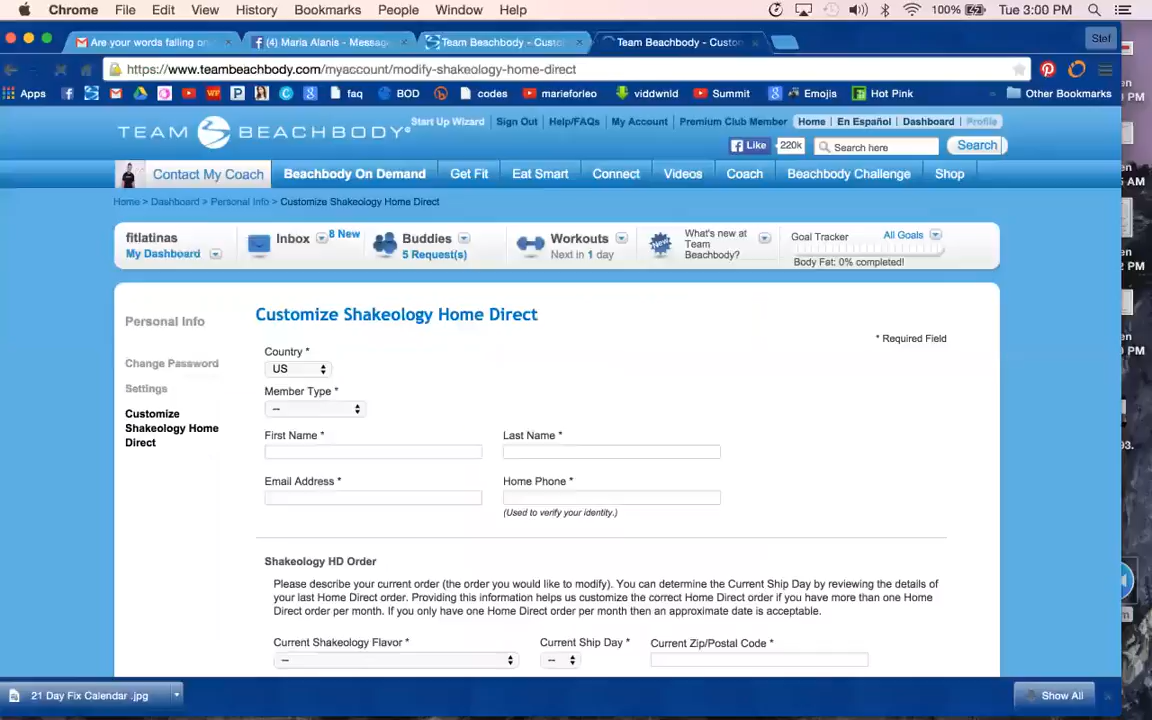 Chrome File Edit View History Bookmarks People Window Help 100% Tue 3:00 PM
Are your words falling on (4) Maria Alanis - Messag Team Beachbody - Custo Team Beachbody - Custom Stef
https://www.teambeachbody.com/myaccount/modify-shakeology-home-direct
Apps faq BOD codes marieforleo viddwnld Summit Emojis Hot Pink Other Bookmarks
TEAM BEACHBODY Start Up Wizard Sign Out Help/FAQs My Account Premium Club Member Home En Español Dashboard Profile
Like 220k Search here Search
Contact My Coach Beachbody On Demand Get Fit Eat Smart Connect Videos Coach Beachbody Challenge Shop
Home > Dashboard > Personal Info > Customize Shakeology Home Direct
fitlatinas Inbox 8 New Buddies Workouts What's new at Team Beachbody? Goal Tracker All Goals
My Dashboard 5 Request(s) Next in 1 day Body Fat: 0% completed!
Personal Info
Change Password
Settings
Customize
Shakeology Home
Direct
Customize Shakeology Home Direct
* Required Field
Country *
US
Member Type *
--
First Name * Last Name *
Email Address * Home Phone *
(Used to verify your identity.)
Shakeology HD Order
Please describe your current order (the order you would like to modify). You can determine the Current Ship Day by reviewing the details of
your last Home Direct order. Providing this information helps us customize the correct Home Direct order if you have more than one Home
Direct order per month. If you only have one Home Direct order per month then an approximate date is acceptable.
Current Shakeology Flavor * Current Ship Day * Current Zip/Postal Code *
-- --
21 Day Fix Calendar .jpg Show All